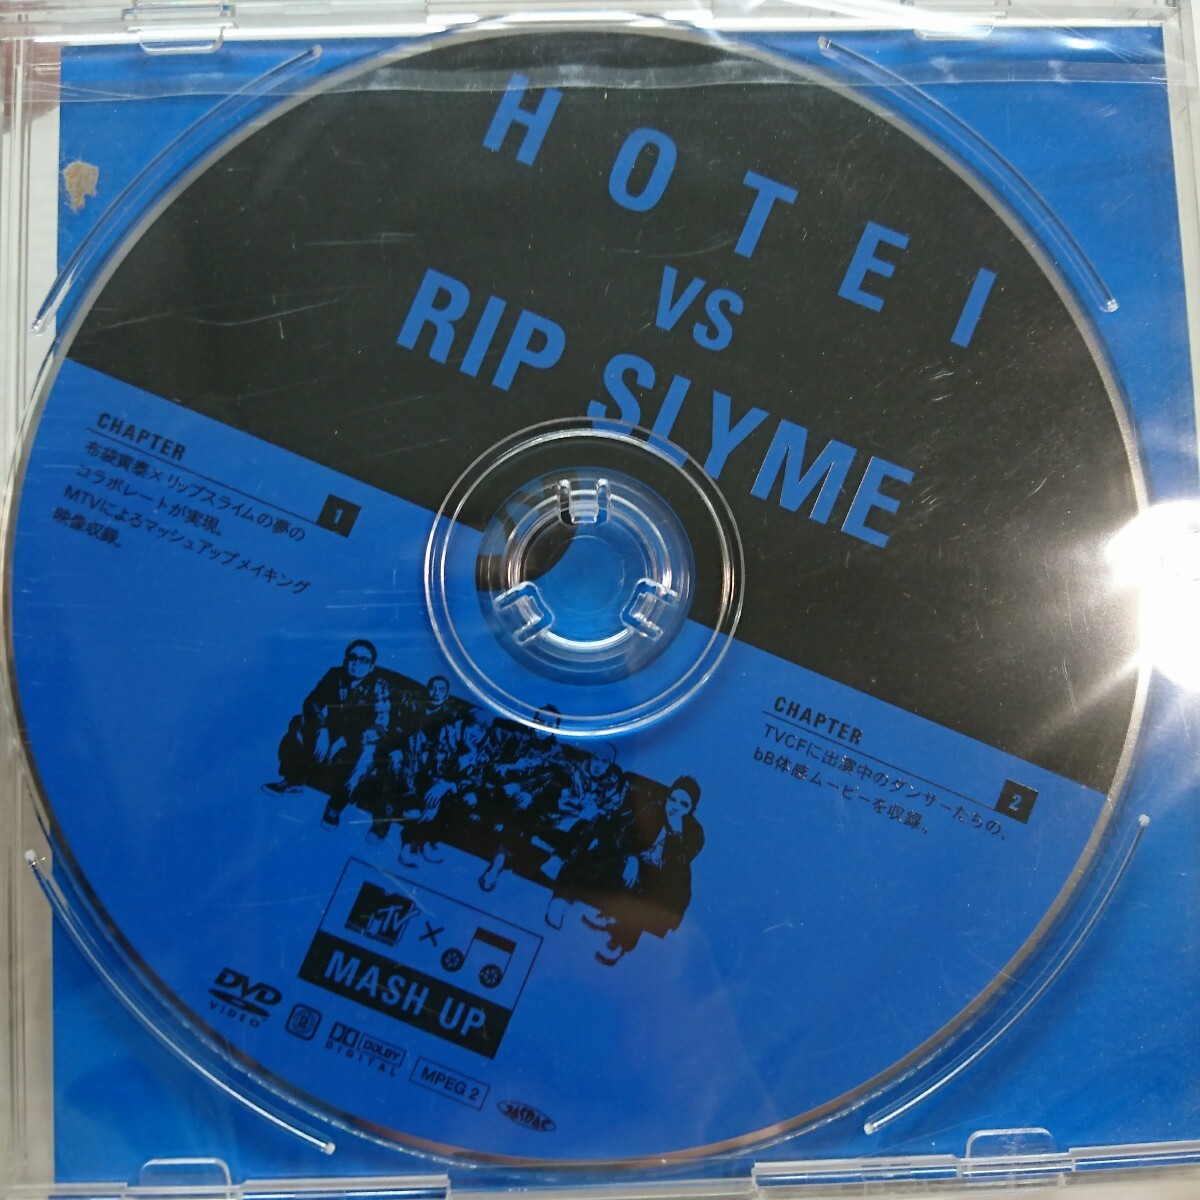 HOTEI
VS
RIP SLYME
CHAPTER 1
布袋寅泰×リップスライムの夢の
コラボレートが実現。
MTVによるマッシュアップメイキング
映像収録。
CHAPTER 2
TVCFに出演中のダンサーたちの、
bB体感ムービーを収録。
MTV ×
MASH UP
DVD
VIDEO
2
DOLBY
DIGITAL
MPEG 2
JASRAC